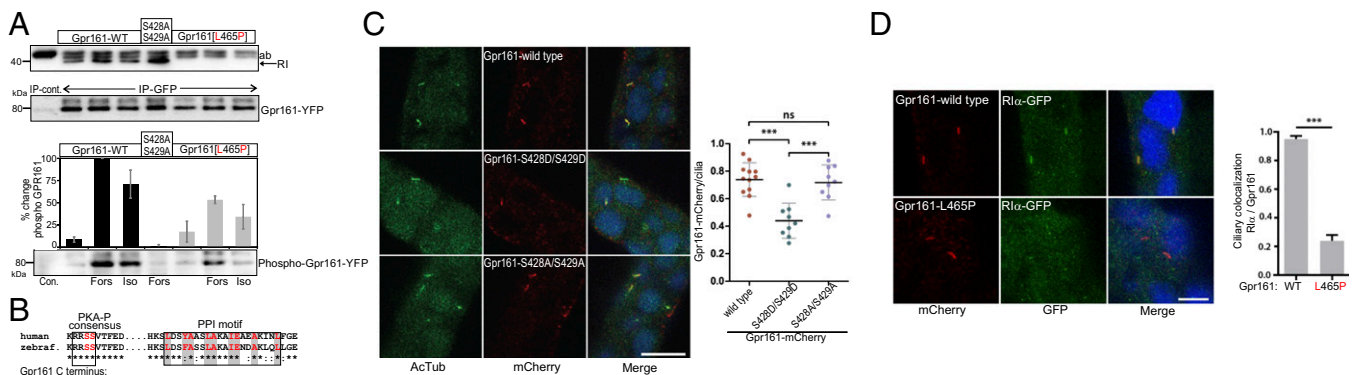 A
Gpr161-WT
S428A
S429A
Gpr161[L465P]
ab
RI
40
kDa
IP-cont.
IP-GFP
80
Gpr161-YFP
Gpr161-WT
S428A
S429A
Gpr161[L465P]
% change
phospho GPR161
100
75
50
25
0
80
kDa
Phospho-Gpr161-YFP
Con.
Fors
Iso
Fors
Fors
Iso
B
PKA-P
consensus
PPI motif
human KRRSSVTFED....HKSLDSYAASLAKAIEAEAKINLFGE
zebraf. KRRSSVTFED....HKSLDSFAASLAKAIENDAKLQLLGE
Gpr161 C terminus:
C
Gpr161-wild type
Gpr161-S428D/S429D
Gpr161-S428A/S429A
AcTub
mCherry
Merge
Gpr161-mCherry/cilia
1.0
0.8
0.6
0.4
0.2
0.0
ns
***
***
wild type
S428D/S429D
S428A/S429A
Gpr161-mCherry
D
Gpr161-wild type
RIα-GFP
Gpr161-L465P
RIα-GFP
mCherry
GFP
Merge
Ciliary colocalization
RIα / Gpr161
1.0
0.8
0.6
0.4
0.2
0.0
***
Gpr161: WT L465P